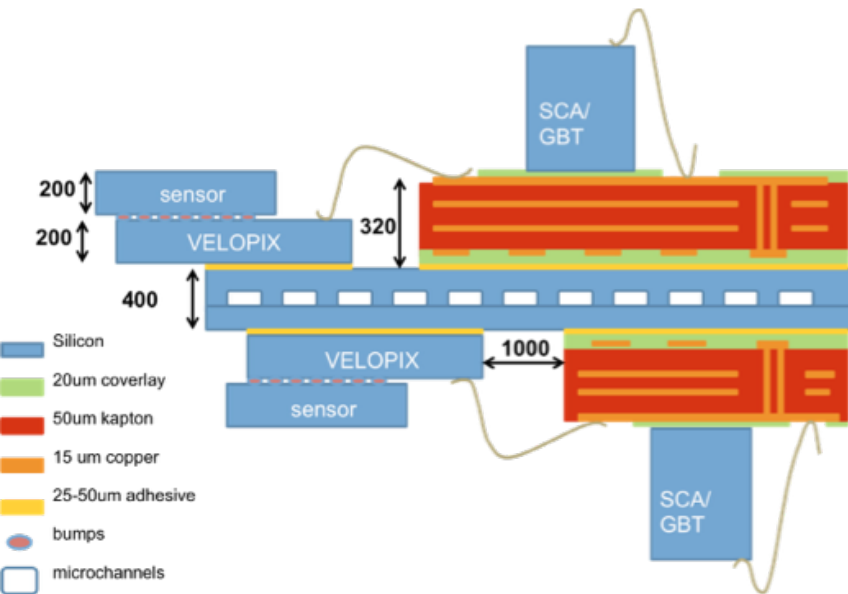 SCA/
GBT
200
sensor
200
VELOPIX
320
400
VELOPIX
1000
sensor
SCA/
GBT
Silicon
20um coverlay
50um kapton
15 um copper
25-50um adhesive
bumps
microchannels